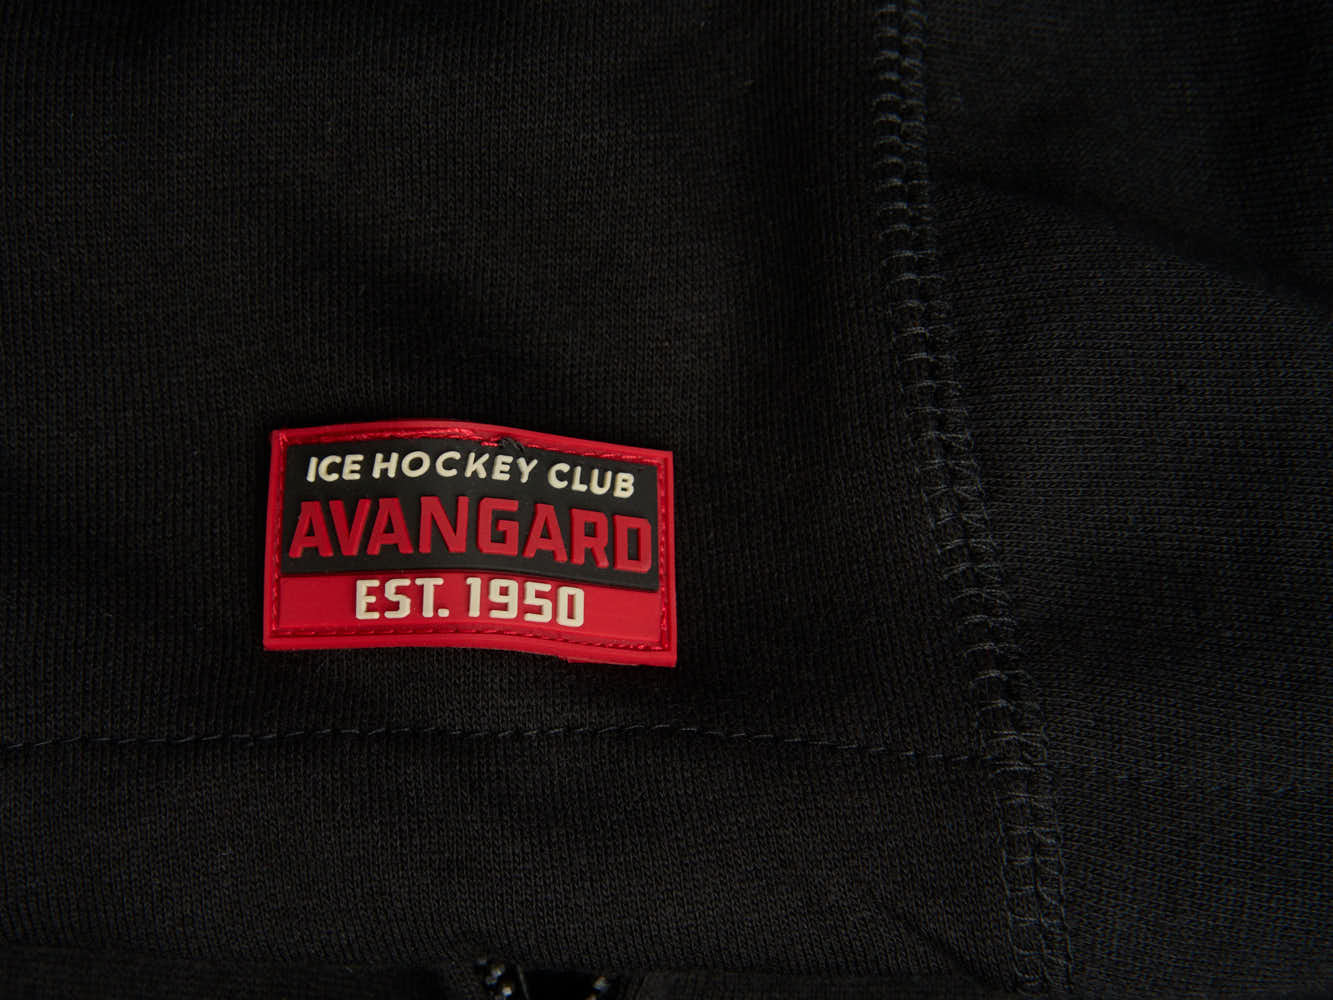 ICE HOCKEY CLUB
AVANGARD
EST. 1950